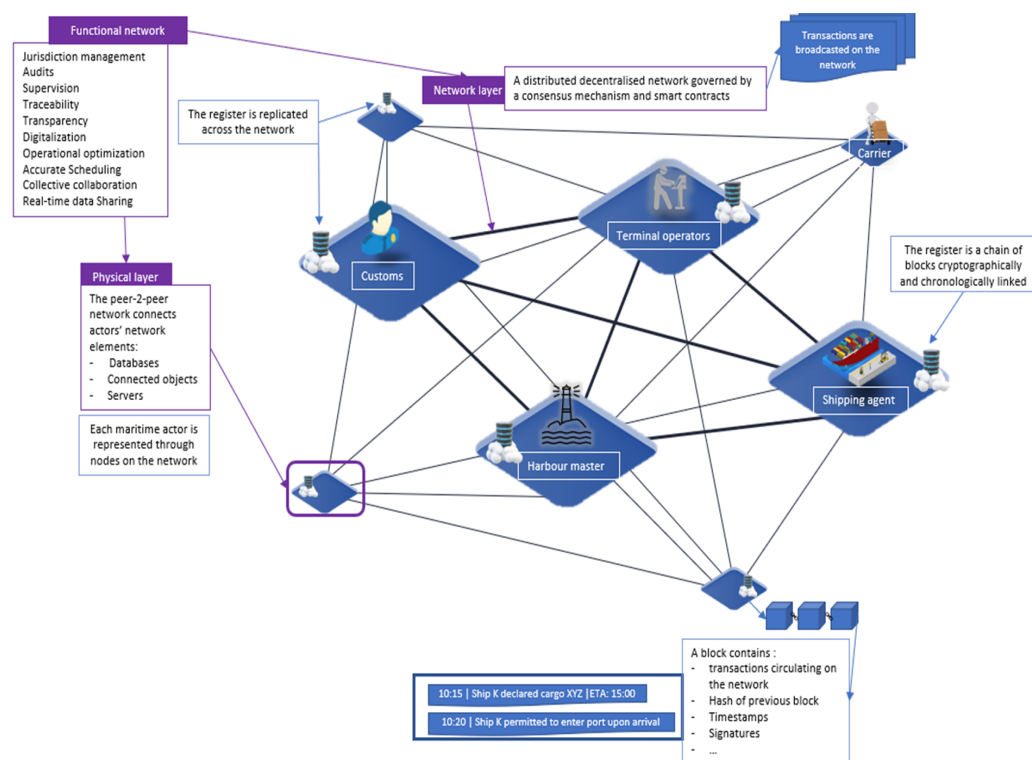 Functional network
Jurisdiction management
Audits
Supervision
Traceability
Transparency
Digitalization
Operational optimization
Accurate Scheduling
Collective collaboration
Real-time data Sharing
Network layer
A distributed decentralised network governed by
a consensus mechanism and smart contracts
Transactions are
broadcasted on the
network
The register is replicated
across the network
Carrier
Terminal operators
Customs
The register is a chain of
blocks cryptographically
and chronologically linked
Physical layer
The peer-2-peer
network connects
actors' network
elements:
- Databases
- Connected objects
- Servers
Each maritime actor is
represented through
nodes on the network
Shipping agent
Harbour master
A block contains :
- transactions circulating on
the network
- Hash of previous block
- Timestamps
- Signatures
- ...
10:15 | Ship K declared cargo XYZ |ETA: 15:00
10:20 | Ship K permitted to enter port upon arrival